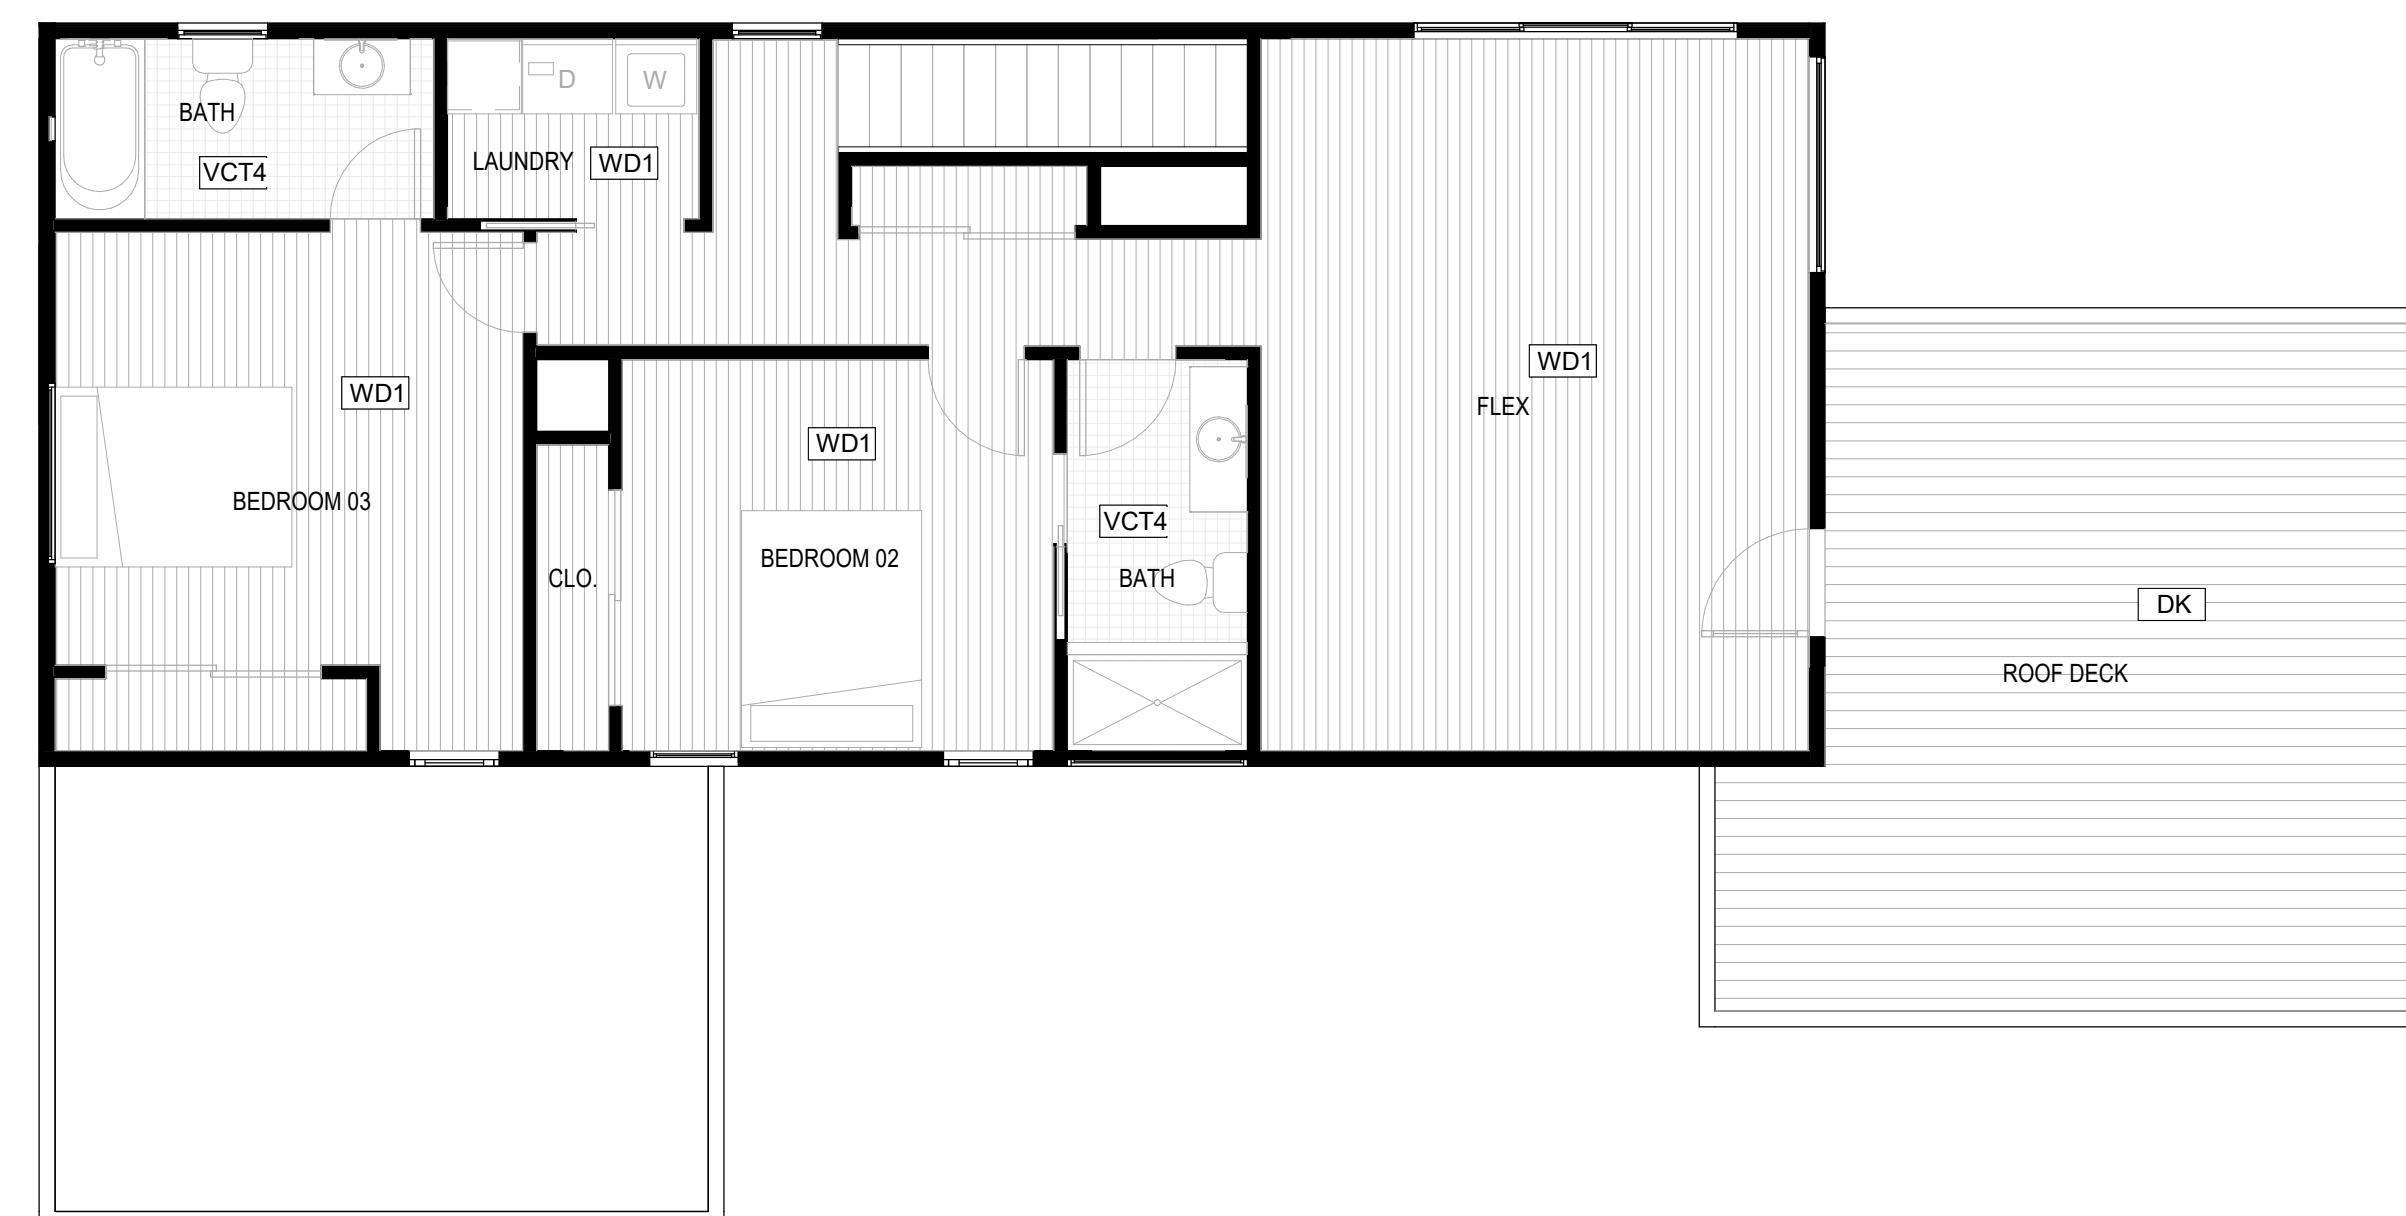 D
W
BATH
LAUNDRY
WD1
VCT4
WD1
WD1
FLEX
WD1
BEDROOM 03
VCT4
BEDROOM 02
CLO.
BATH
DK
ROOF DECK